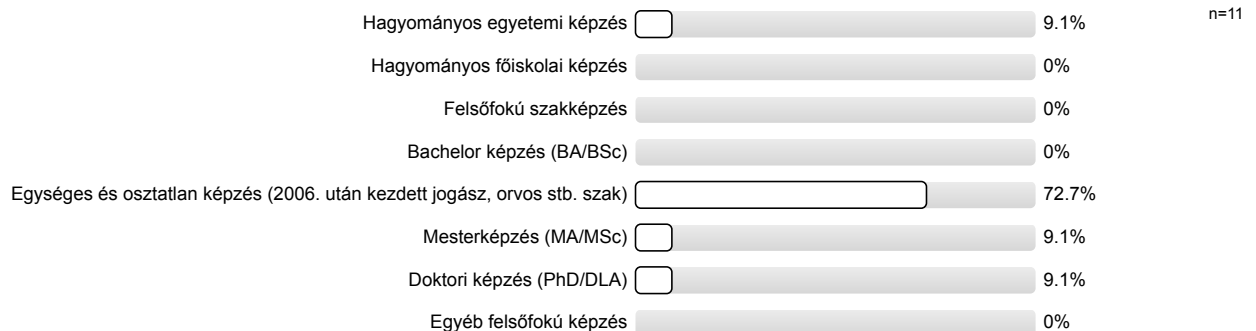 Hagyományos egyetemi képzés 9.1% n=11
Hagyományos főiskolai képzés 0%
Felsőfokú szakképzés 0%
Bachelor képzés (BA/BSc) 0%
Egységes és osztatlan képzés (2006. után kezdett jogász, orvos stb. szak) 72.7%
Mesterképzés (MA/MSc) 9.1%
Doktori képzés (PhD/DLA) 9.1%
Egyéb felsőfokú képzés 0%